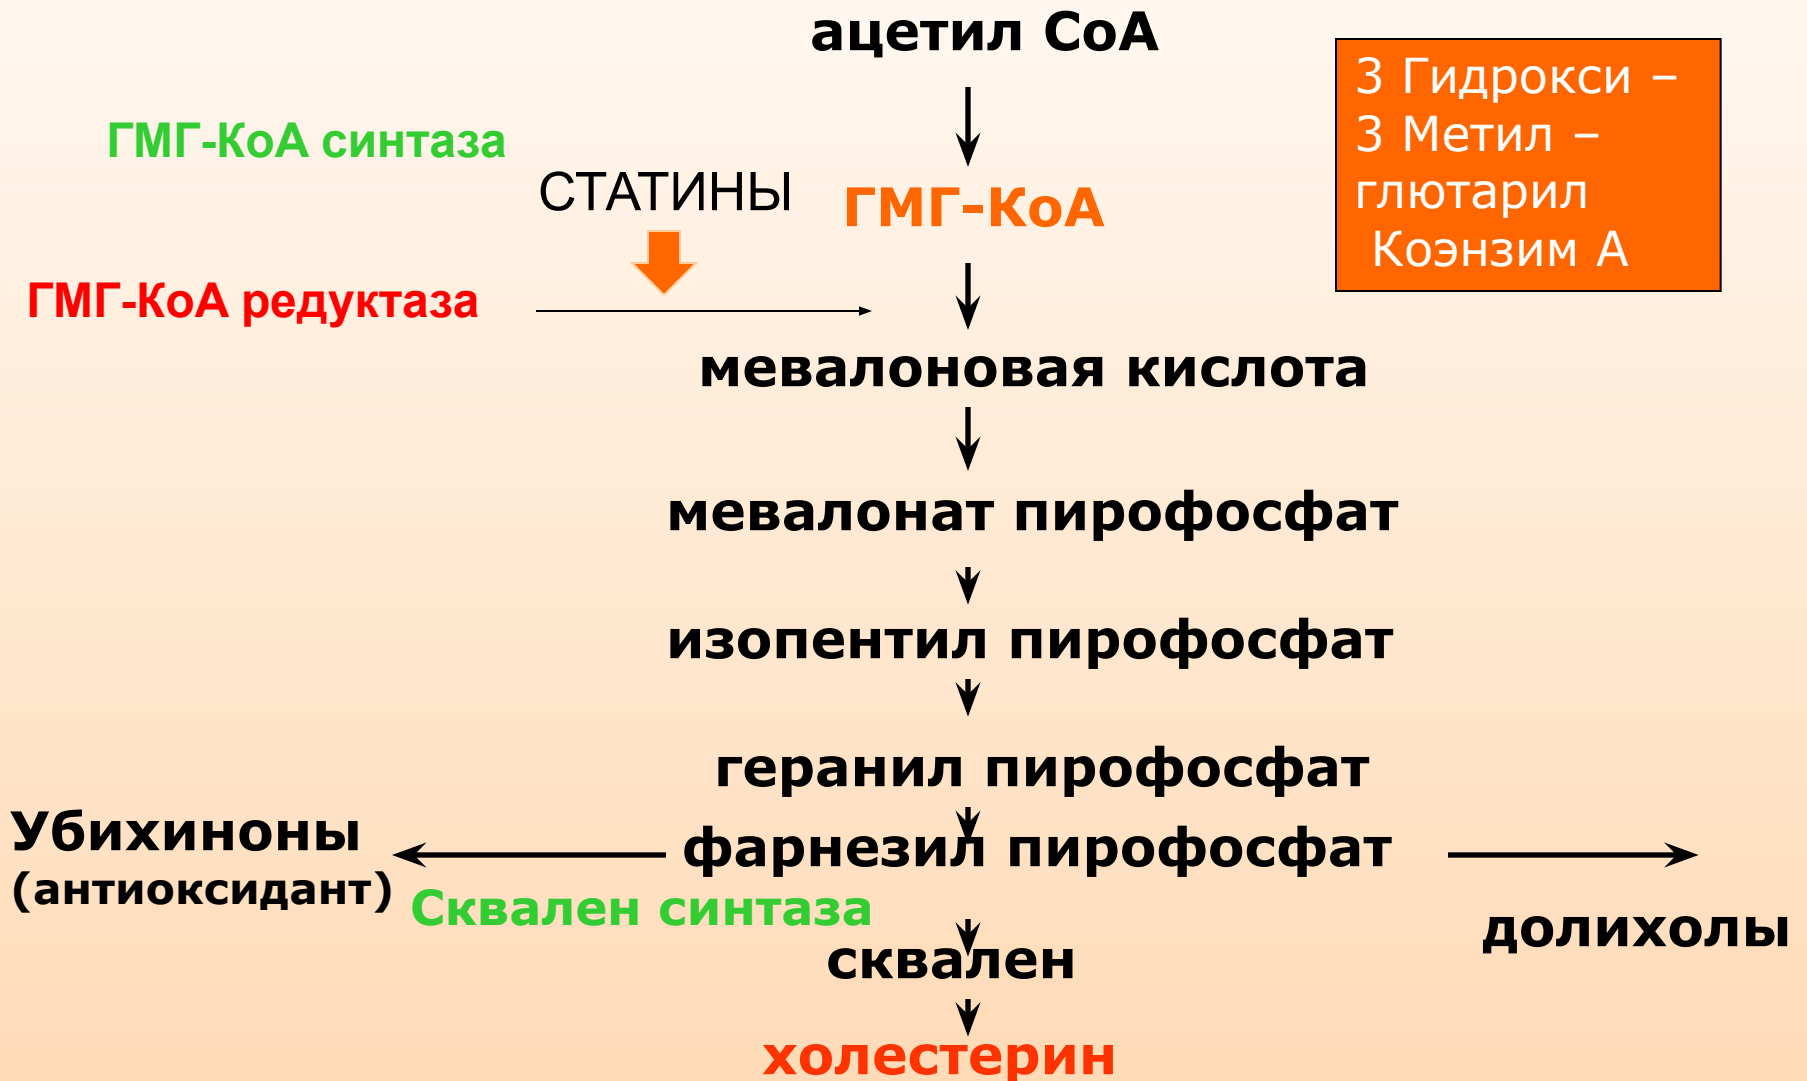 ацетил СоА
3 Гидрокси –
3 Метил –
глютарил
Коэнзим А
ГМГ-КоА синтаза
СТАТИНЫ
ГМГ-КоА
ГМГ-КоА редуктаза
мевалоновая кислота
мевалонат пирофосфат
изопентил пирофосфат
геранил пирофосфат
Убихиноны
(антиоксидант)
фарнезил пирофосфат
Сквален синтаза
долихолы
сквален
холестерин